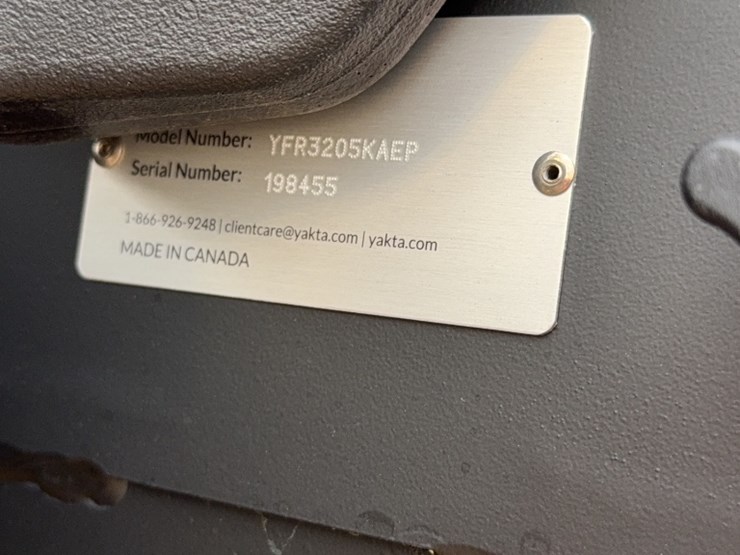 Model Number: YFR3205KAEP
Serial Number: 198455
1-866-926-9248 | clientcare@yakta.com | yakta.com
MADE IN CANADA